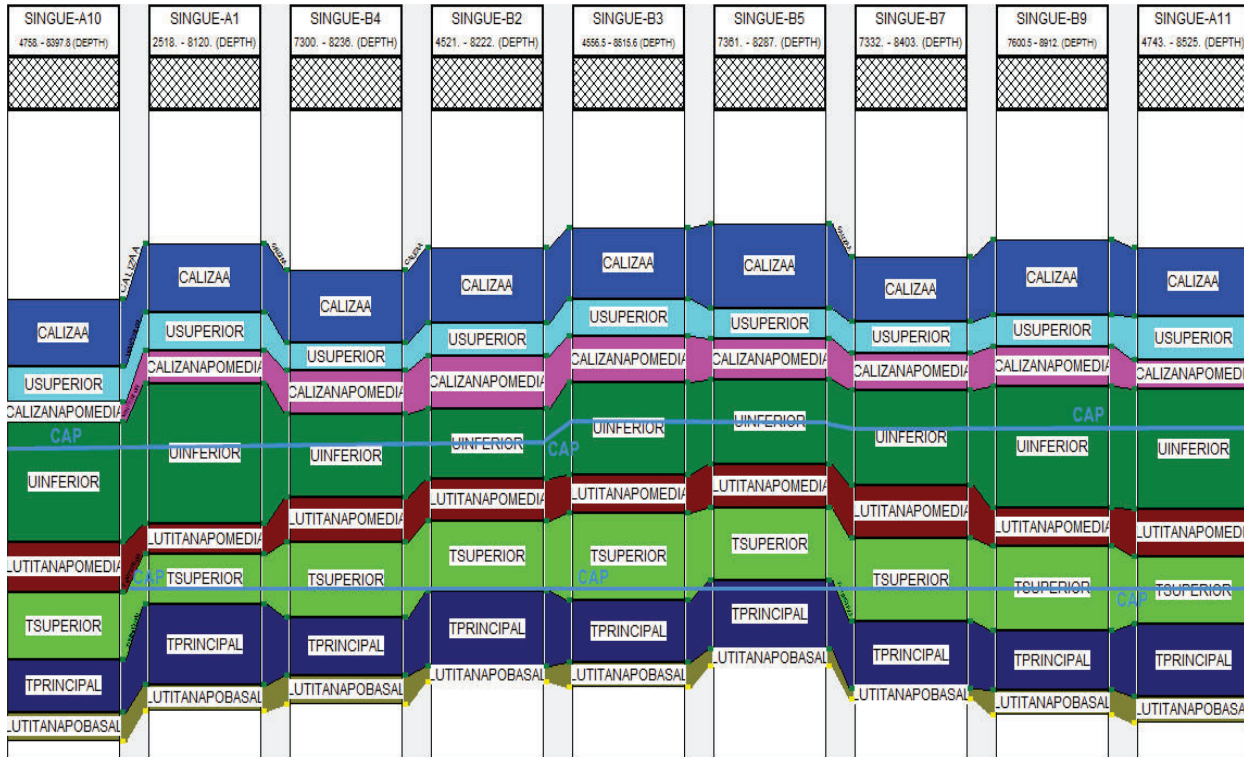 SINGUE-A10
4758. - 8397.8 (DEPTH)
SINGUE-A1
2518. - 8120. (DEPTH)
SINGUE-B4
7300. - 8236. (DEPTH)
SINGUE-B2
4521. - 8222. (DEPTH)
SINGUE-B3
4556.5 - 8515.6 (DEPTH)
SINGUE-B5
7361. - 8287. (DEPTH)
SINGUE-B7
7332. - 8403. (DEPTH)
SINGUE-B9
7600.5 - 8912. (DEPTH)
SINGUE-A11
4743. - 8525. (DEPTH)
CALIZAA
USUPERIOR
CALIZANAPOMEDIA
CAP
UINFERIOR
LUTITANAPOMEDIA
TSUPERIOR
TPRINCIPAL
LUTITANAPOBASAL
CALIZAA
CALIZAA
USUPERIOR
CALIZANAPOMEDIA
UINFERIOR
LUTITANAPOMEDIA
CAP
TSUPERIOR
TPRINCIPAL
LUTITANAPOBASAL
CALIZAA
USUPERIOR
CALIZANAPOMEDIA
UINFERIOR
LUTITANAPOMEDIA
TSUPERIOR
TPRINCIPAL
LUTITANAPOBASAL
CALIZAA
USUPERIOR
CALIZANAPOMEDIA
UINFERIOR
CAP
LUTITANAPOMEDIA
TSUPERIOR
TPRINCIPAL
LUTITANAPOBASAL
CALIZAA
USUPERIOR
CALIZANAPOMEDIA
UINFERIOR
LUTITANAPOMEDIA
TSUPERIOR
CAP
TPRINCIPAL
LUTITANAPOBASAL
CALIZAA
USUPERIOR
CALIZANAPOMEDIA
UINFERIOR
LUTITANAPOMEDIA
TSUPERIOR
TPRINCIPAL
LUTITANAPOBASAL
CALIZAA
USUPERIOR
CALIZANAPOMEDIA
UINFERIOR
LUTITANAPOMEDIA
TSUPERIOR
TPRINCIPAL
LUTITANAPOBASAL
CALIZAA
USUPERIOR
CALIZANAPOMEDIA
CAP
UINFERIOR
LUTITANAPOMEDIA
TSUPERIOR
TPRINCIPAL
LUTITANAPOBASAL
CALIZAA
USUPERIOR
CALIZANAPOMEDI
UINFERIOR
LUTITANAPOMEDI
TSUPERIOR
CAP
TPRINCIPAL
LUTITANAPOBASAL